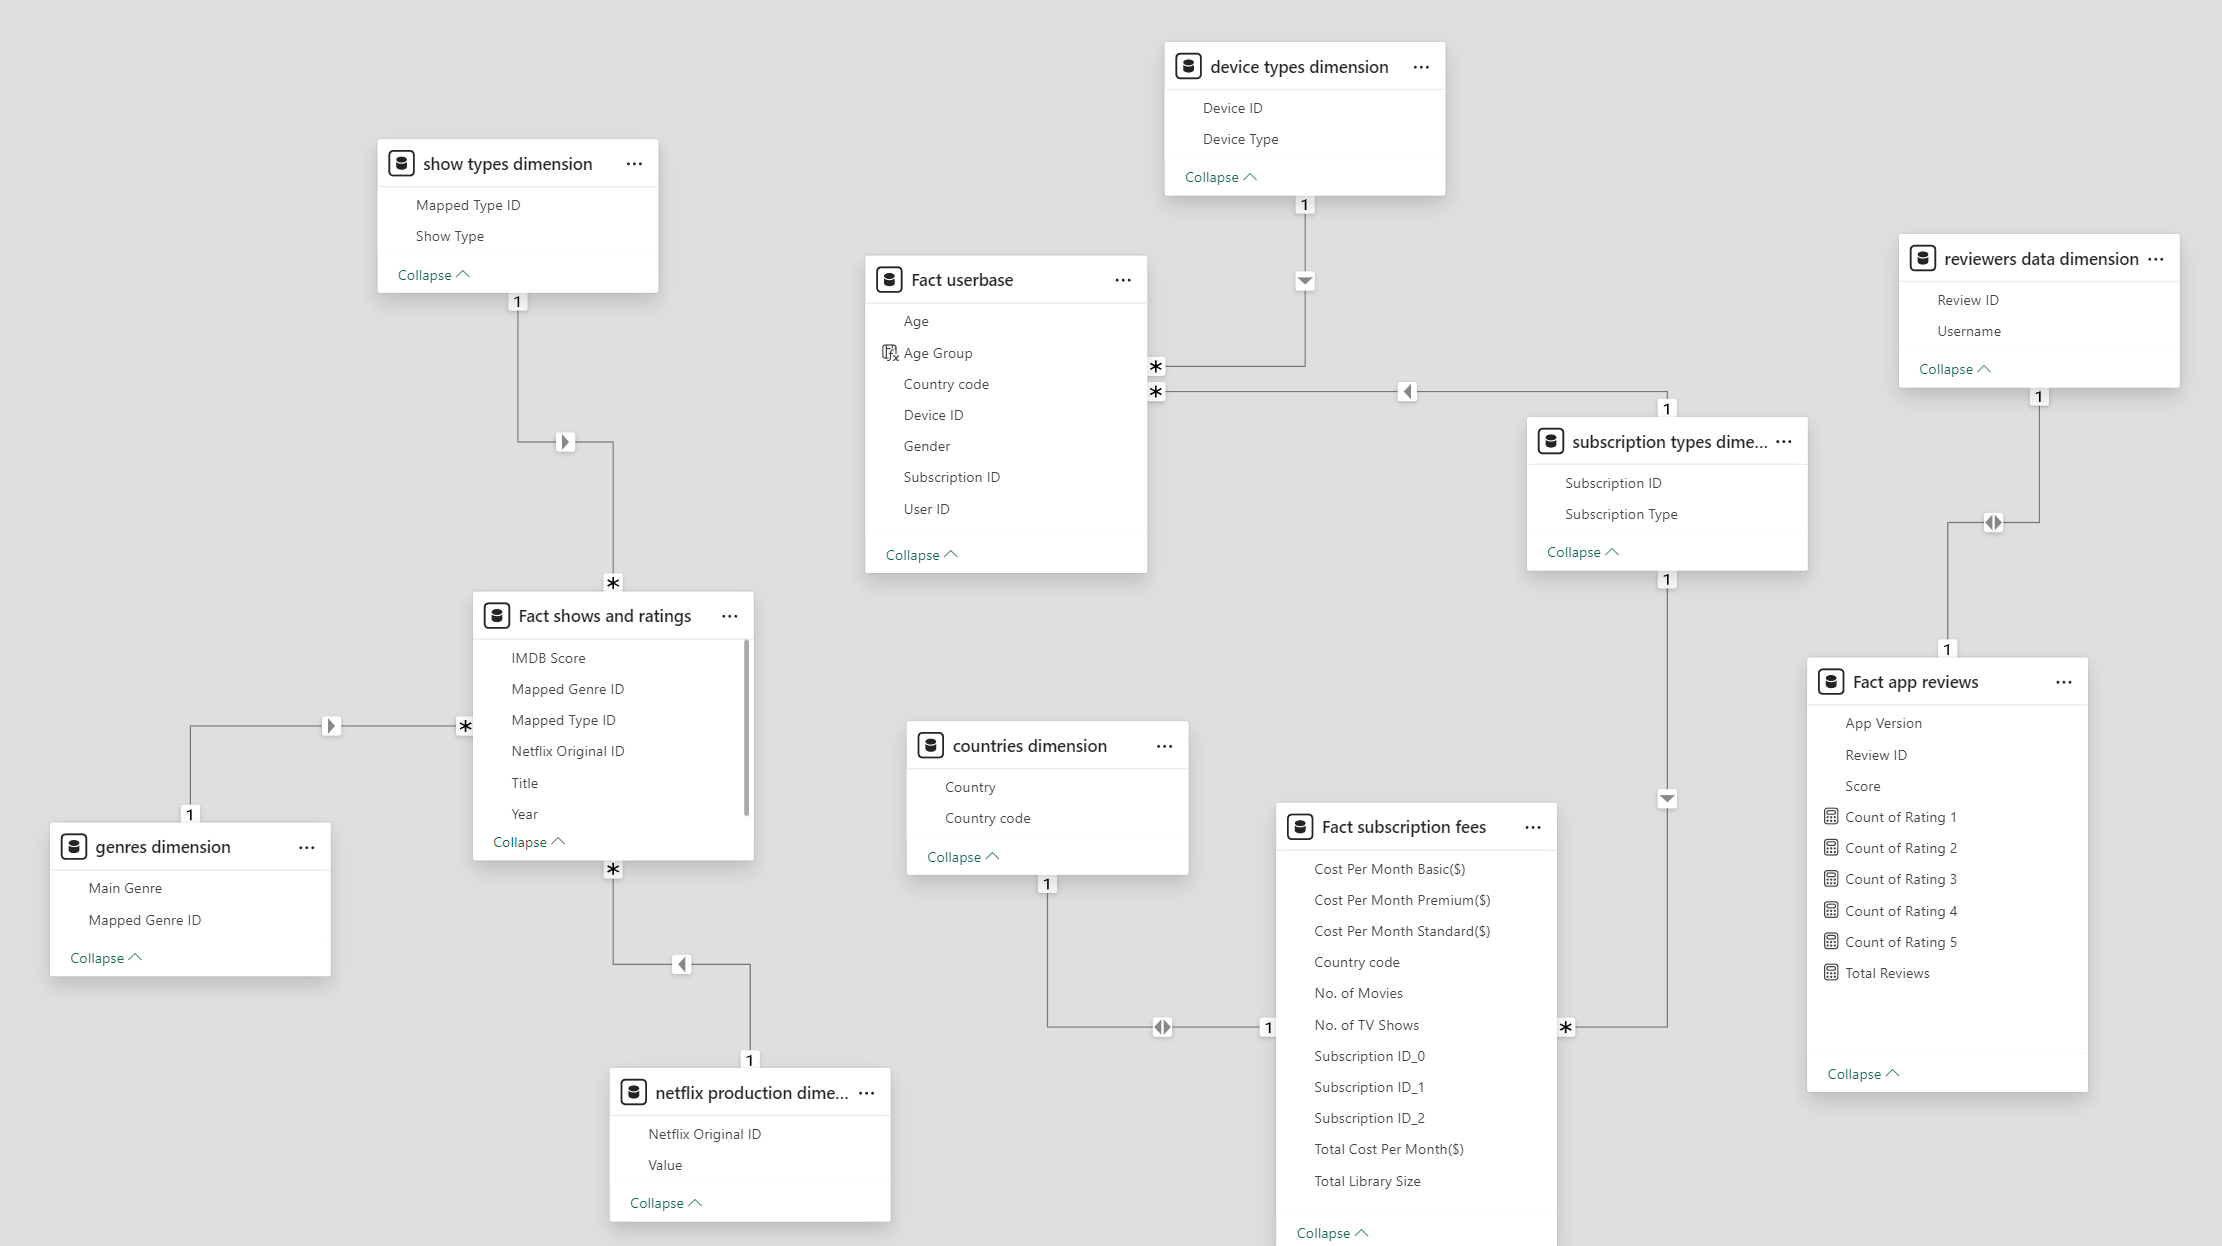 device types dimension
Device ID
Device Type
Collapse
1
show types dimension
Mapped Type ID
Show Type
Collapse
1
Fact userbase
Age
Age Group
Country code
Device ID
Gender
Subscription ID
User ID
Collapse
*
*
reviewers data dimension
Review ID
Username
Collapse
1
1
subscription types dime...
Subscription ID
Subscription Type
Collapse
1
*
Fact shows and ratings
IMDB Score
Mapped Genre ID
Mapped Type ID
Netflix Original ID
Title
Year
Collapse
*
*
1
genres dimension
Main Genre
Mapped Genre ID
Collapse
1
netflix production dime...
Netflix Original ID
Value
Collapse
countries dimension
Country
Country code
Collapse
1
1
Fact subscription fees
Cost Per Month Basic($)
Cost Per Month Premium($)
Cost Per Month Standard($)
Country code
No. of Movies
No. of TV Shows
Subscription ID_0
Subscription ID_1
Subscription ID_2
Total Cost Per Month($)
Total Library Size
Collapse
*
1
Fact app reviews
App Version
Review ID
Score
Count of Rating 1
Count of Rating 2
Count of Rating 3
Count of Rating 4
Count of Rating 5
Total Reviews
Collapse